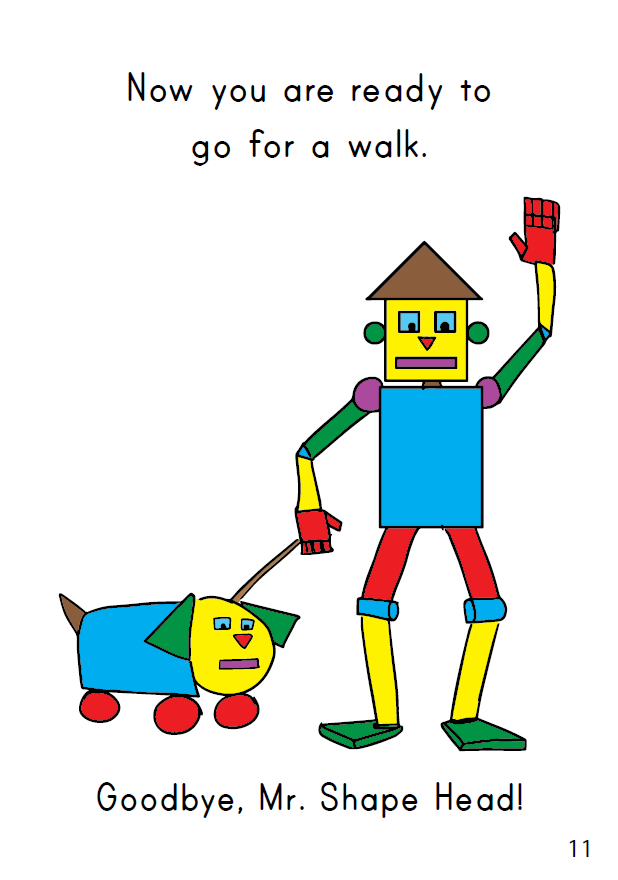 Now you are ready to
go for a walk.
Goodbye, Mr. Shape Head!
11